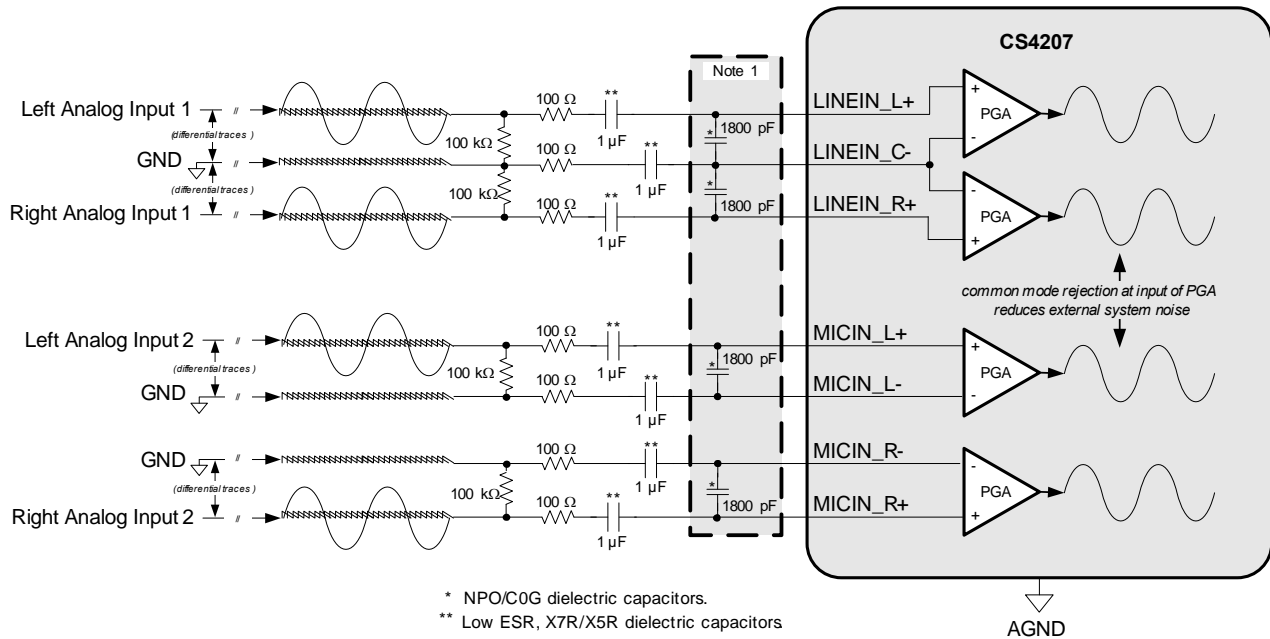 CS4207
Note 1
Left Analog Input 1
(differential traces)
GND
(differential traces)
Right Analog Input 1
100 kΩ
100 kΩ
100 Ω
**
1 µF
100 Ω
**
1 µF
100 Ω
**
1 µF
*
1800 pF
*
1800 pF
LINEIN_L+
LINEIN_C-
LINEIN_R+
+
PGA
-
-
PGA
+
common mode rejection at input of PGA
reduces external system noise
Left Analog Input 2
(differential traces)
GND
100 kΩ
100 Ω
**
1 µF
100 Ω
**
1 µF
1800 pF
*
MICIN_L+
MICIN_L-
+
PGA
-
GND
(differential traces)
Right Analog Input 2
100 kΩ
100 Ω
**
1 µF
100 Ω
**
1 µF
*
1800 pF
MICIN_R-
MICIN_R+
-
PGA
+
* NPO/C0G dielectric capacitors.
** Low ESR, X7R/X5R dielectric capacitors.
AGND